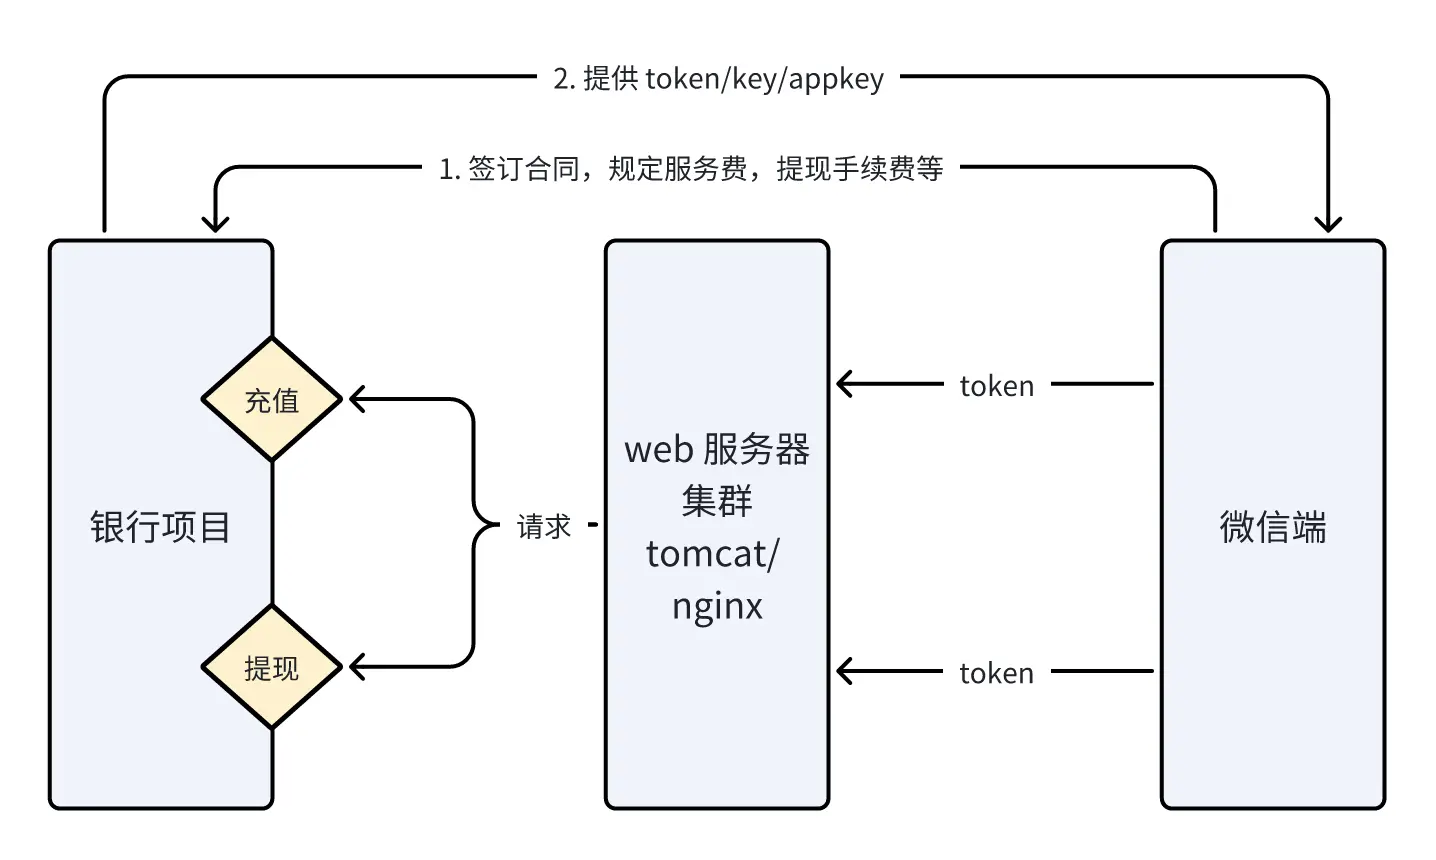 2. 提供 token/key/appkey
1. 签订合同，规定服务费，提现手续费等
充值
token
web 服务器
集群
tomcat/
nginx
银行项目
请求
微信端
提现
token